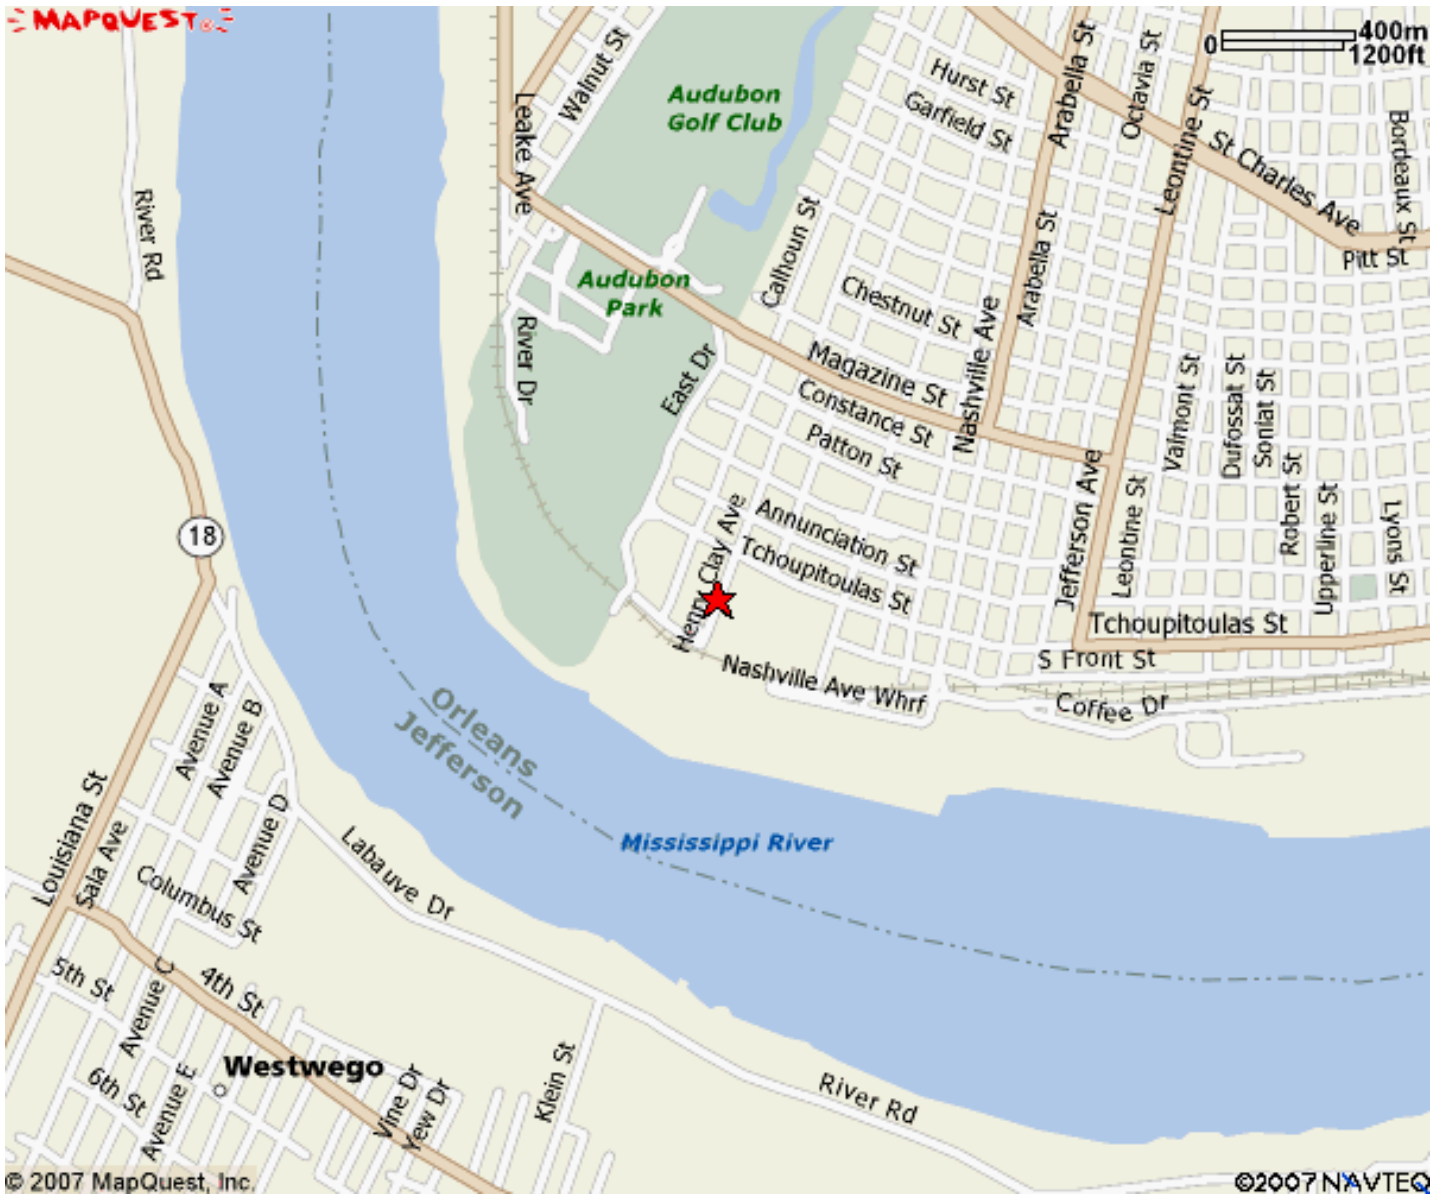 MAPQUEST®
400m
0
1200ft
Walnut St
Leake Ave
Audubon
Golf Club
Hurst St
Garfield St
Arabella St
Octavia St
Leontine St
St Charles Ave
Bordeaux St
Pitt St
River Rd
Calhoun St
Audubon
Park
Chestnut St
Arabella St
Nashville Ave
River Dr
East Dr
Magazine St
Constance St
Patton St
Valmont St
Dufossat St
Soniat St
Robert St
Upperline St
Lyons St
18
Henry Clay Ave
Annunciation St
Tchoupitoulas St
Jefferson Ave
Leontine St
Tchoupitoulas St
S Front St
Nashville Ave Whrf
Coffee Dr
Orleans
Jefferson
Avenue A
Avenue B
Avenue D
Louisiana St
Sala Ave
Columbus St
Labauve Dr
Mississippi River
5th St
Avenue C
4th St
Westwego
6th St
Avenue E
Vine Dr
Yew Dr
Klein St
River Rd
© 2007 MapQuest, Inc.
©2007 NAVTEQ